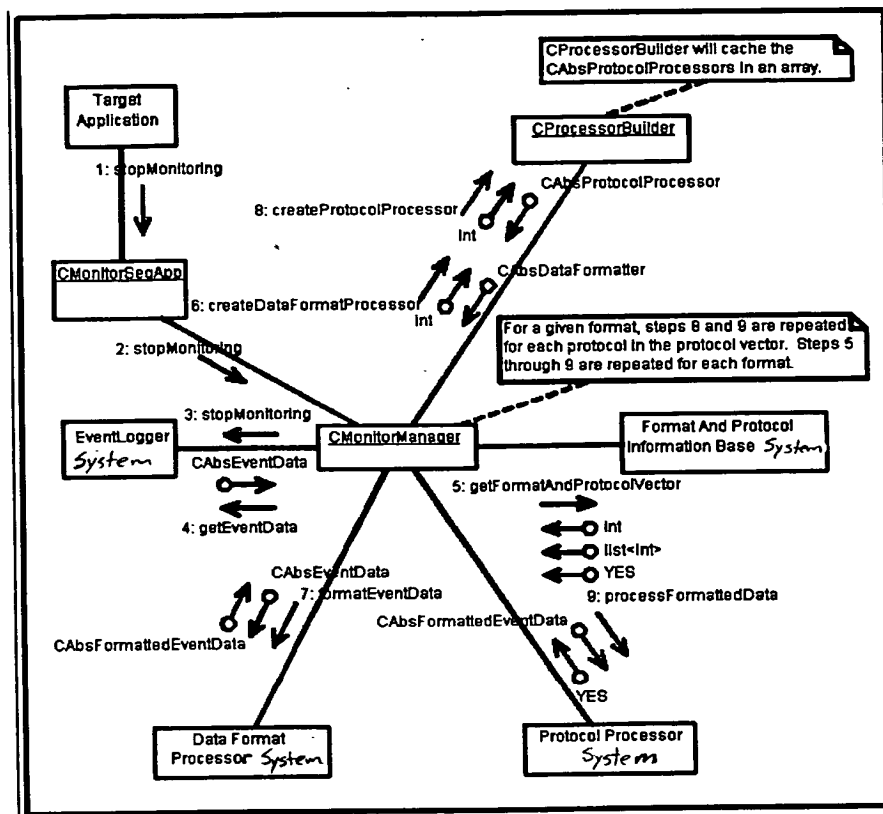 CProcessorBuilder will cache the
CAbsProtocolProcessors in an array.
Target
Application
CProcessorBuilder
1: stopMonitoring
CAbsProtocolProcessor
8: createProtocolProcessor
Int
CMonitorSegApp
CAbsDataFormatter
6: createDataFormatProcessor
Int
For a given format, steps 8 and 9 are repeated
for each protocol in the protocol vector. Steps 5
through 9 are repeated for each format.
2: stopMonitoring
3: stopMonitoring
EventLogger
System
CMonitorManager
Format And Protocol
Information Base System
CAbsEventData
5: getFormatAndProtocolVector
4: getEventData
Int
list<Int>
YES
CAbsEventData
7: formatEventData
9: processFormattedData
CAbsFormattedEventData
CAbsFormattedEventData
YES
Data Format
Processor System
Protocol Processor
System